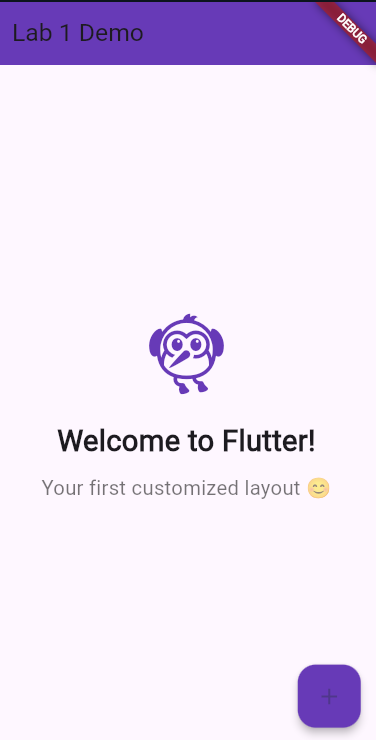 Lab 1 Demo
DEBUG
Welcome to Flutter!
Your first customized layout 😊
+